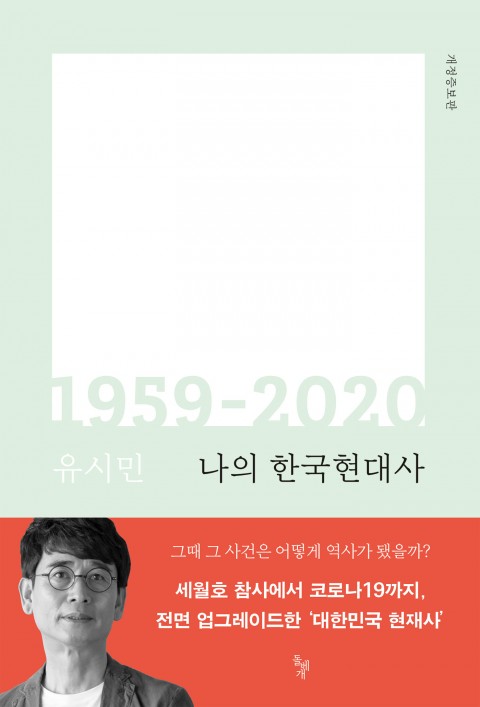 개정증보판
1959-2020
유시민 나의 한국현대사
그때 그 사건은 어떻게 역사가 됐을까?
세월호 참사에서 코로나19까지,
전면 업그레이드한 ‘대한민국 현재사’
돌베개